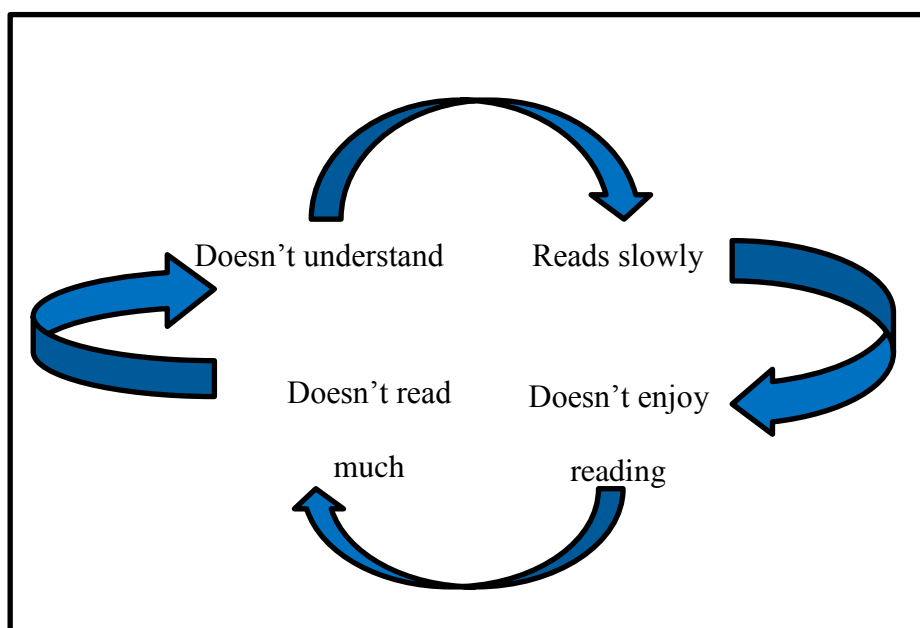 Doesn’t understand
Reads slowly
Doesn’t read
much
Doesn’t enjoy
reading